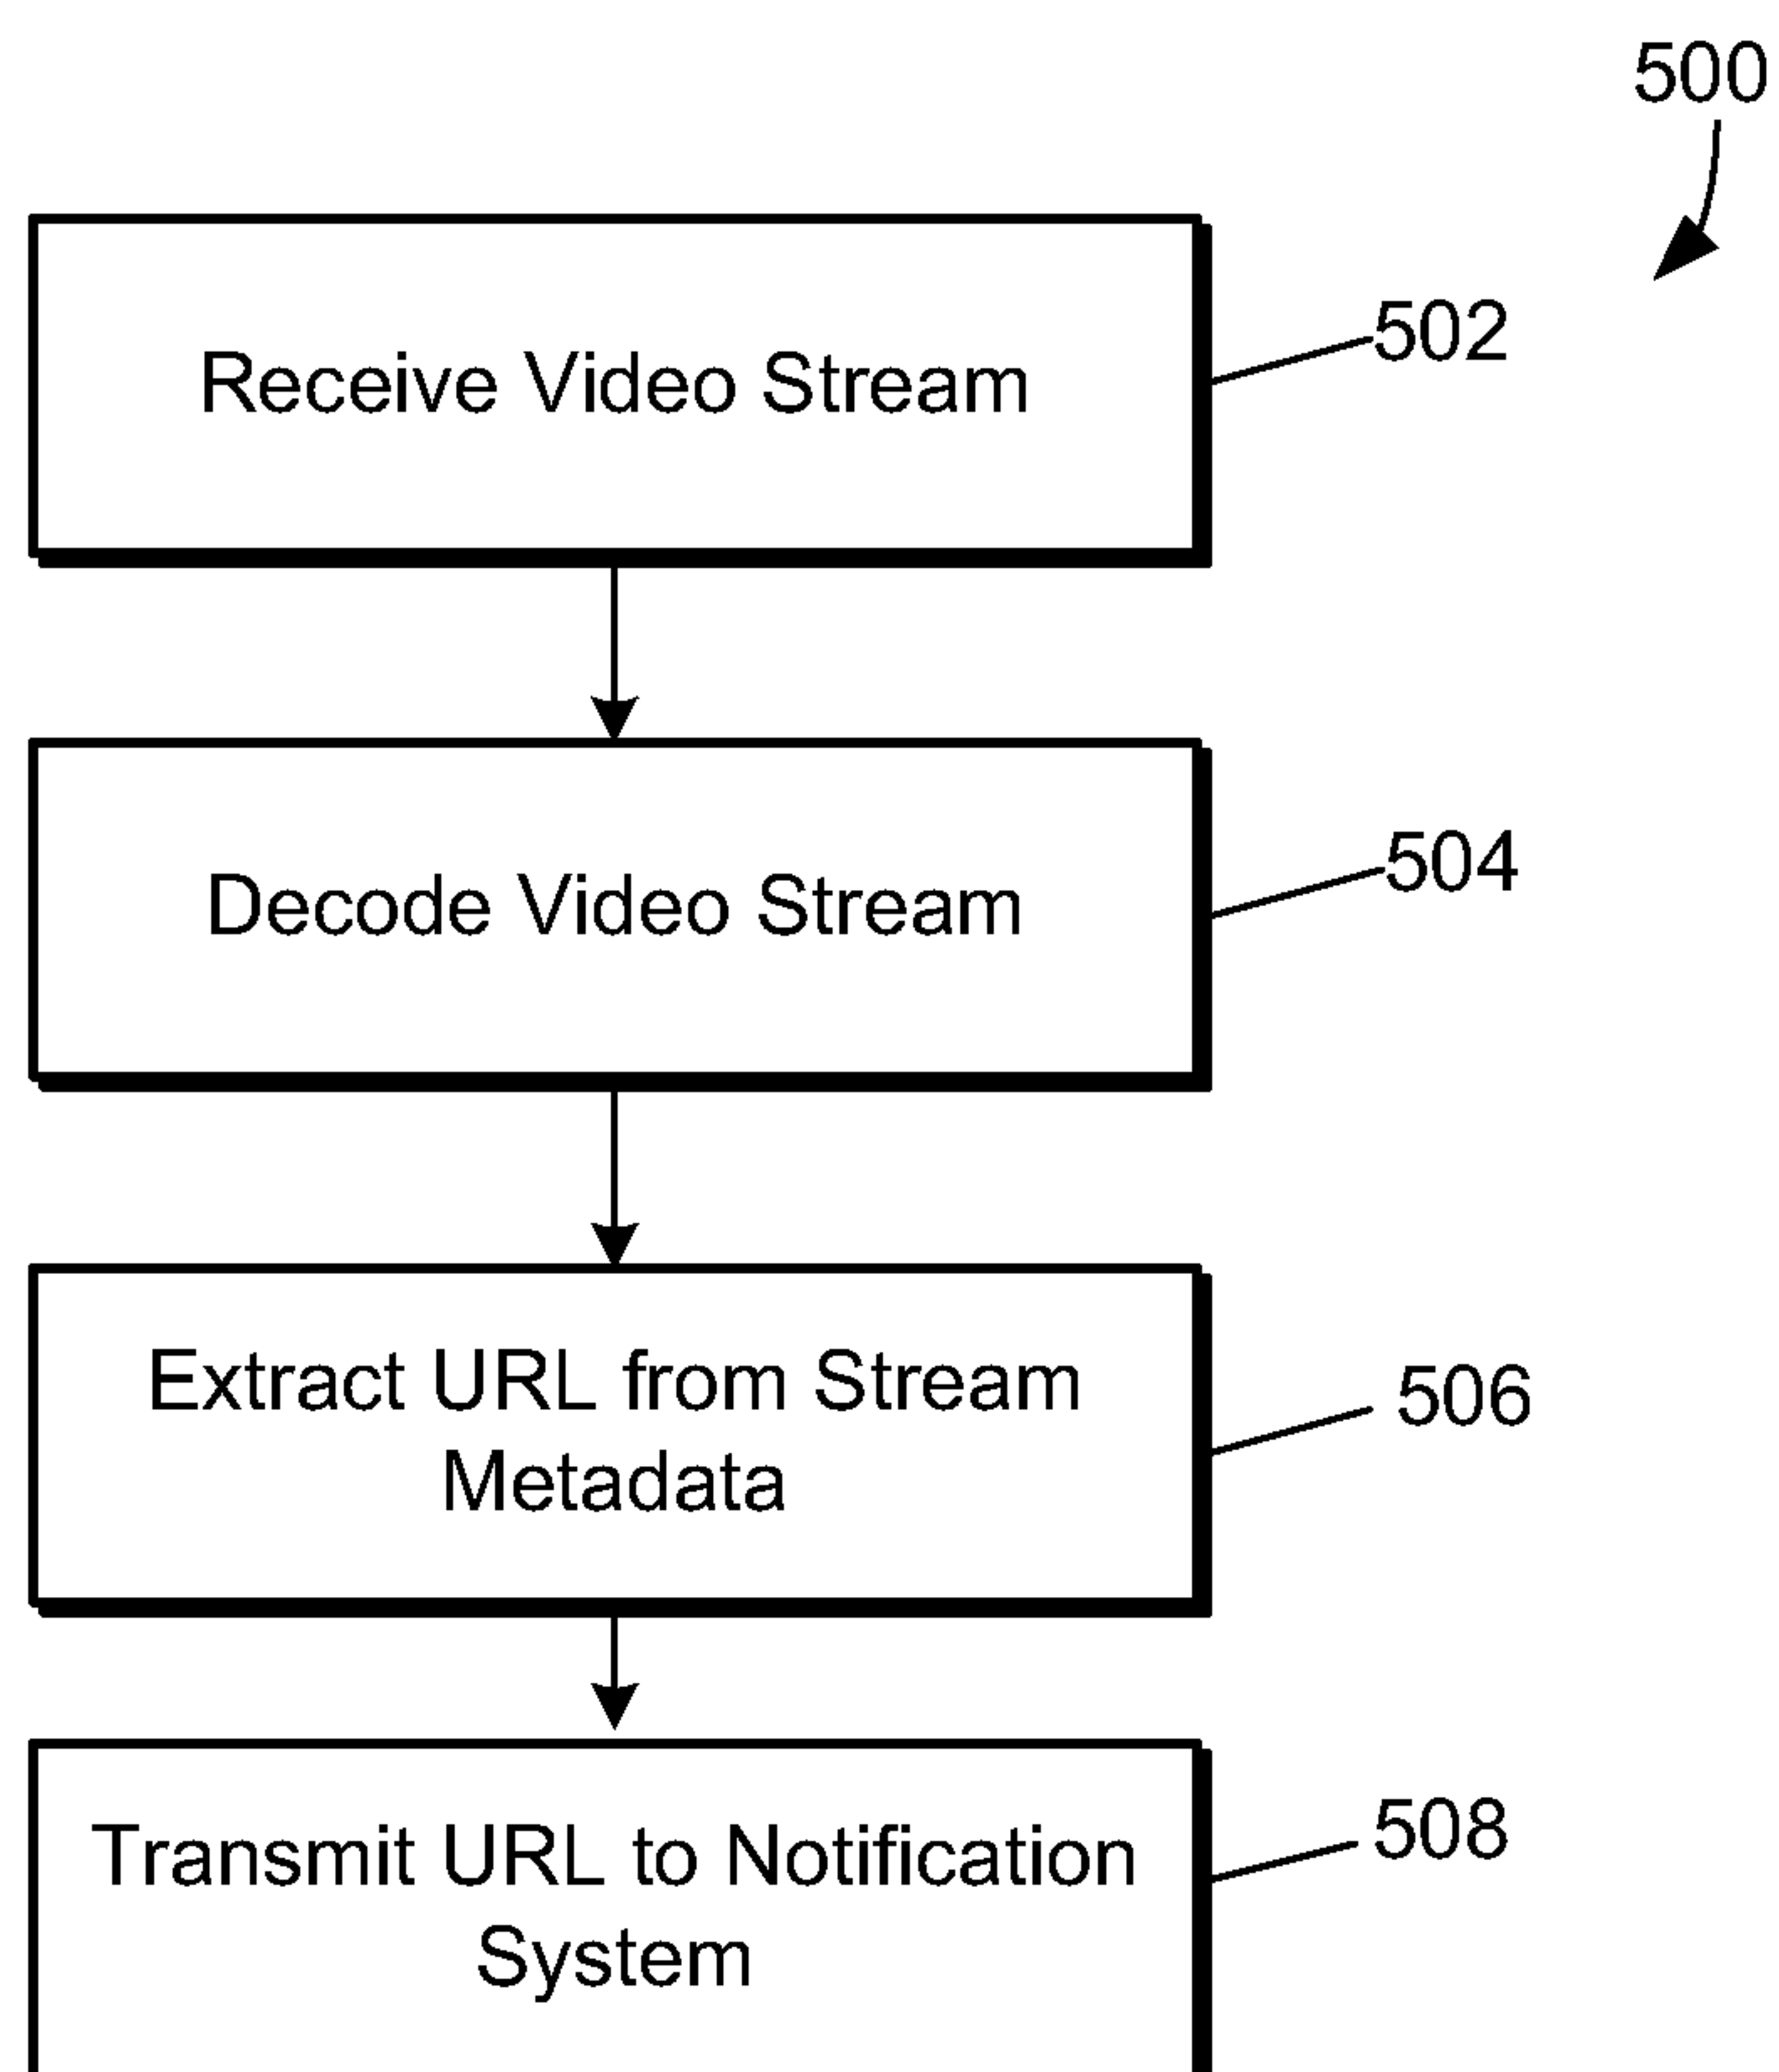 500
Receive Video Stream
502
Decode Video Stream
504
Extract URL from Stream
Metadata
506
Transmit URL to Notification
System
508